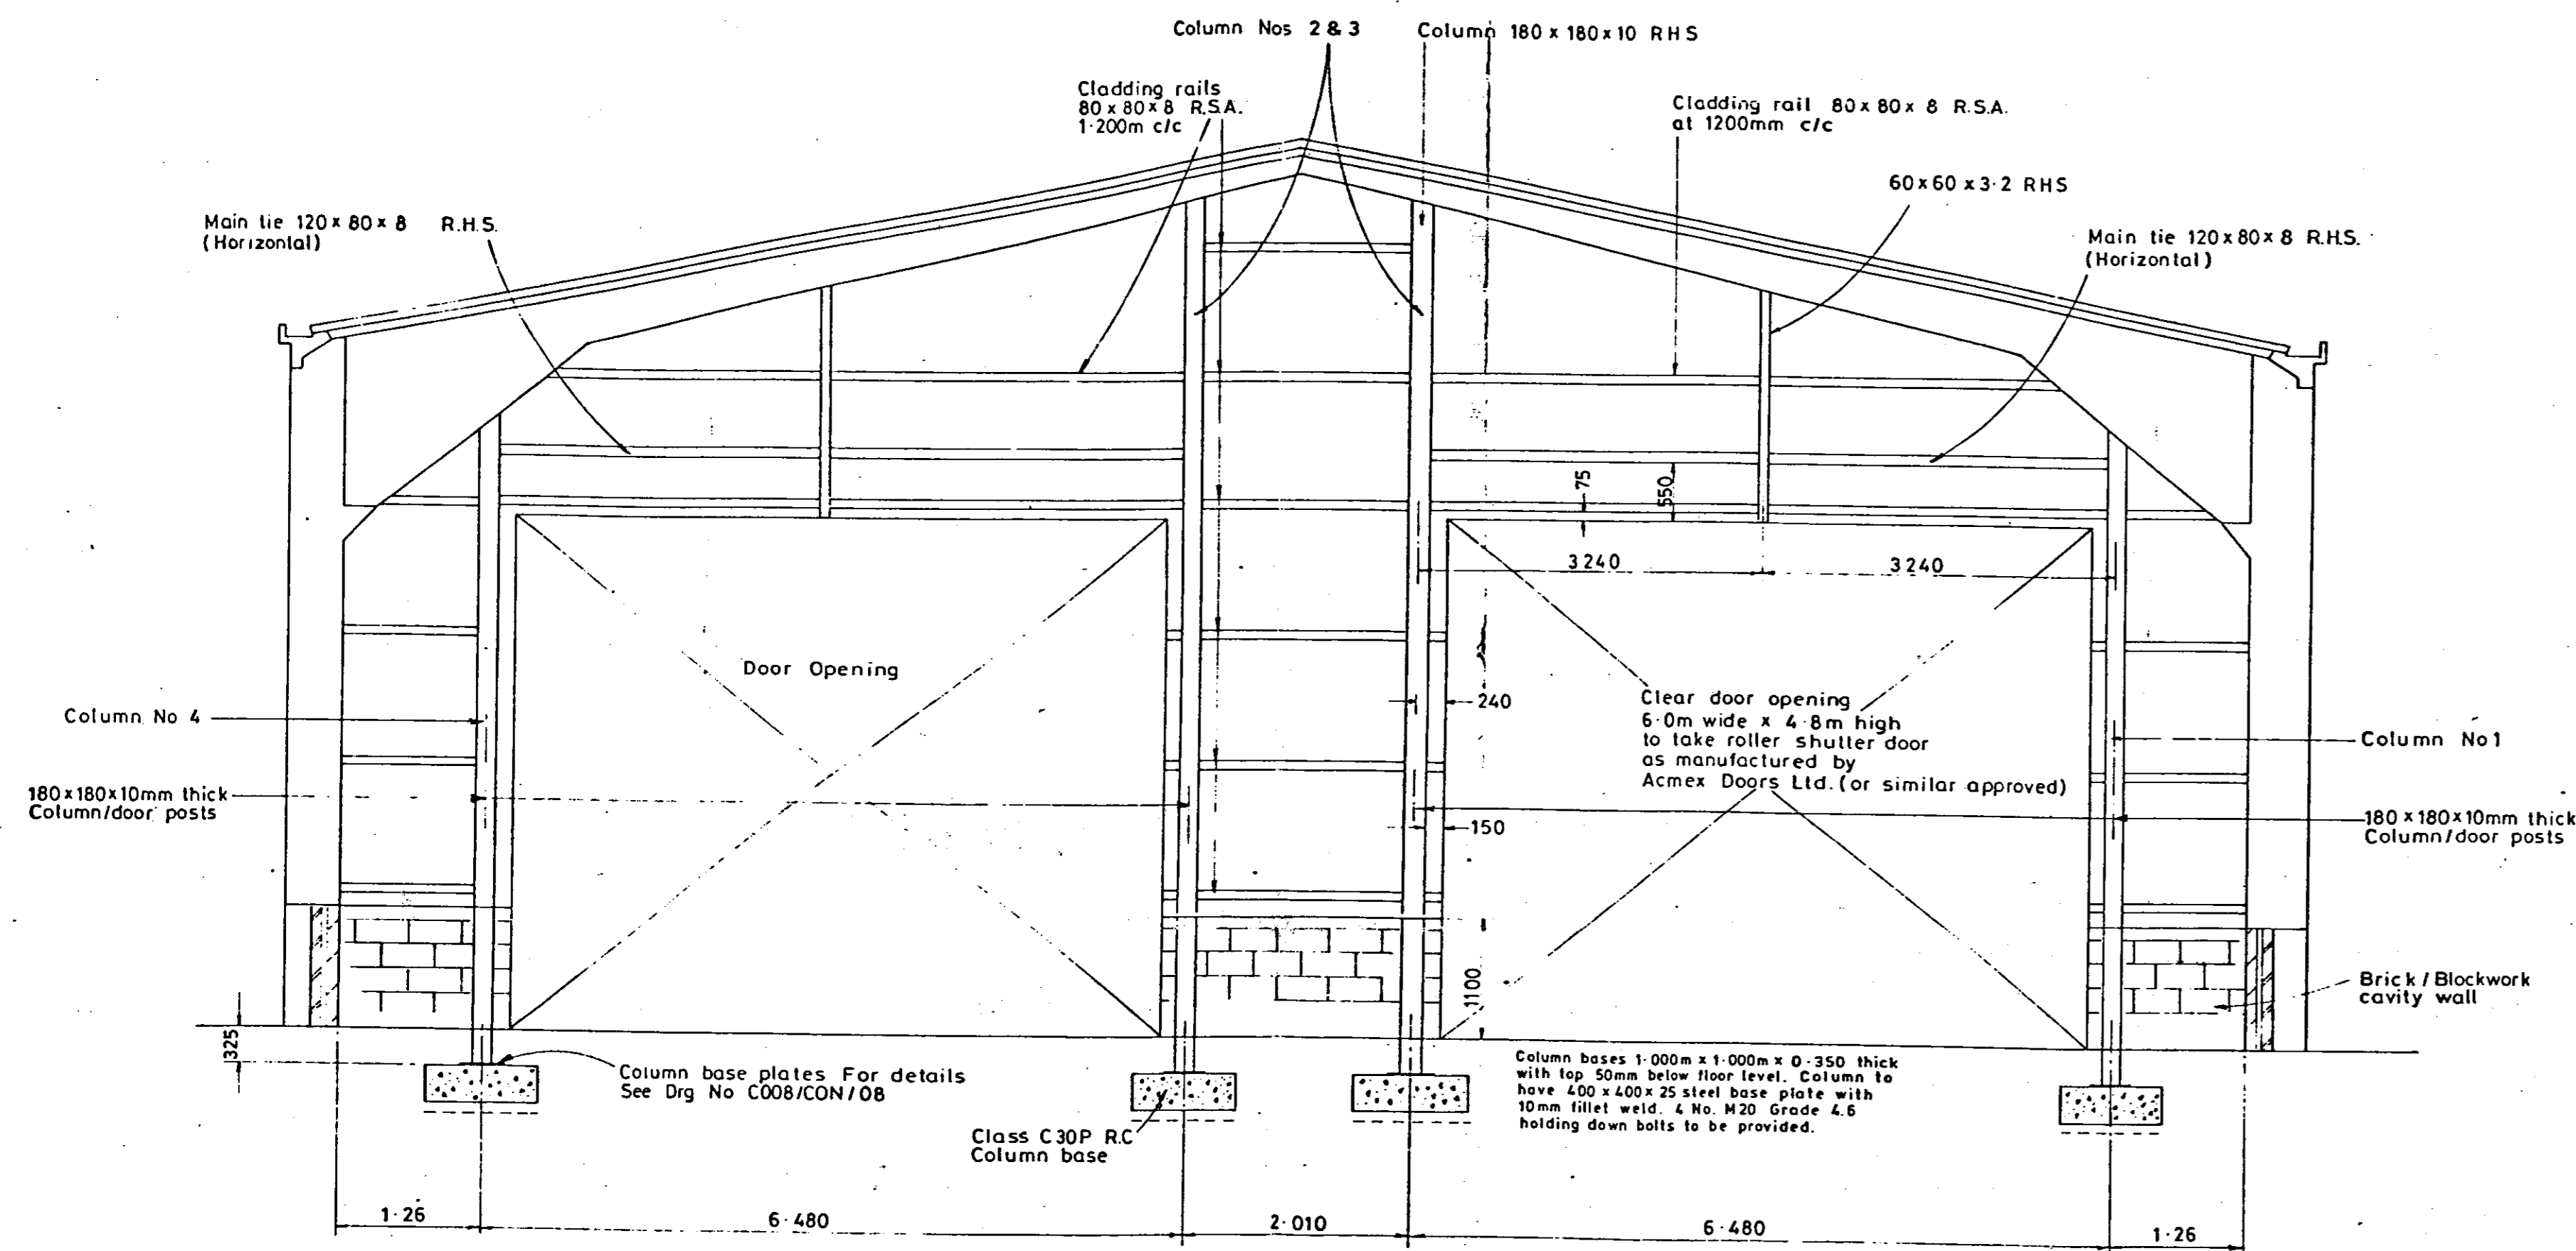 Column Nos 2 & 3
Column 180 x 180 x 10 RHS
Cladding rails
80 x 80 x 8 R.S.A.
1·200m c/c
Cladding rail 80 x 80 x 8 R.S.A.
at 1200mm c/c
60 x 60 x 3·2 RHS
Main tie 120 x 80 x 8 R.H.S.
(Horizontal)
Main tie 120 x 80 x 8 R.H.S.
(Horizontal)
75
550
3240
3240
Door Opening
240
Clear door opening
6·0m wide x 4·8m high
to take roller shutter door
as manufactured by
Acmex Doors Ltd. (or similar approved)
Column No 4
Column No 1
180 x 180 x 10mm thick
Column/door posts
150
180 x 180 x 10mm thick
Column/door posts
1100
Brick / Blockwork
cavity wall
325
Column base plates For details
See Drg No C008/CON/08
Column bases 1·000m x 1·000m x 0·350 thick
with top 50mm below floor level. Column to
have 400 x 400 x 25 steel base plate with
10mm fillet weld. 4 No. M20 Grade 4.6
holding down bolts to be provided.
Class C30P R.C
Column base
1·26
6·480
2·010
6·480
1·26